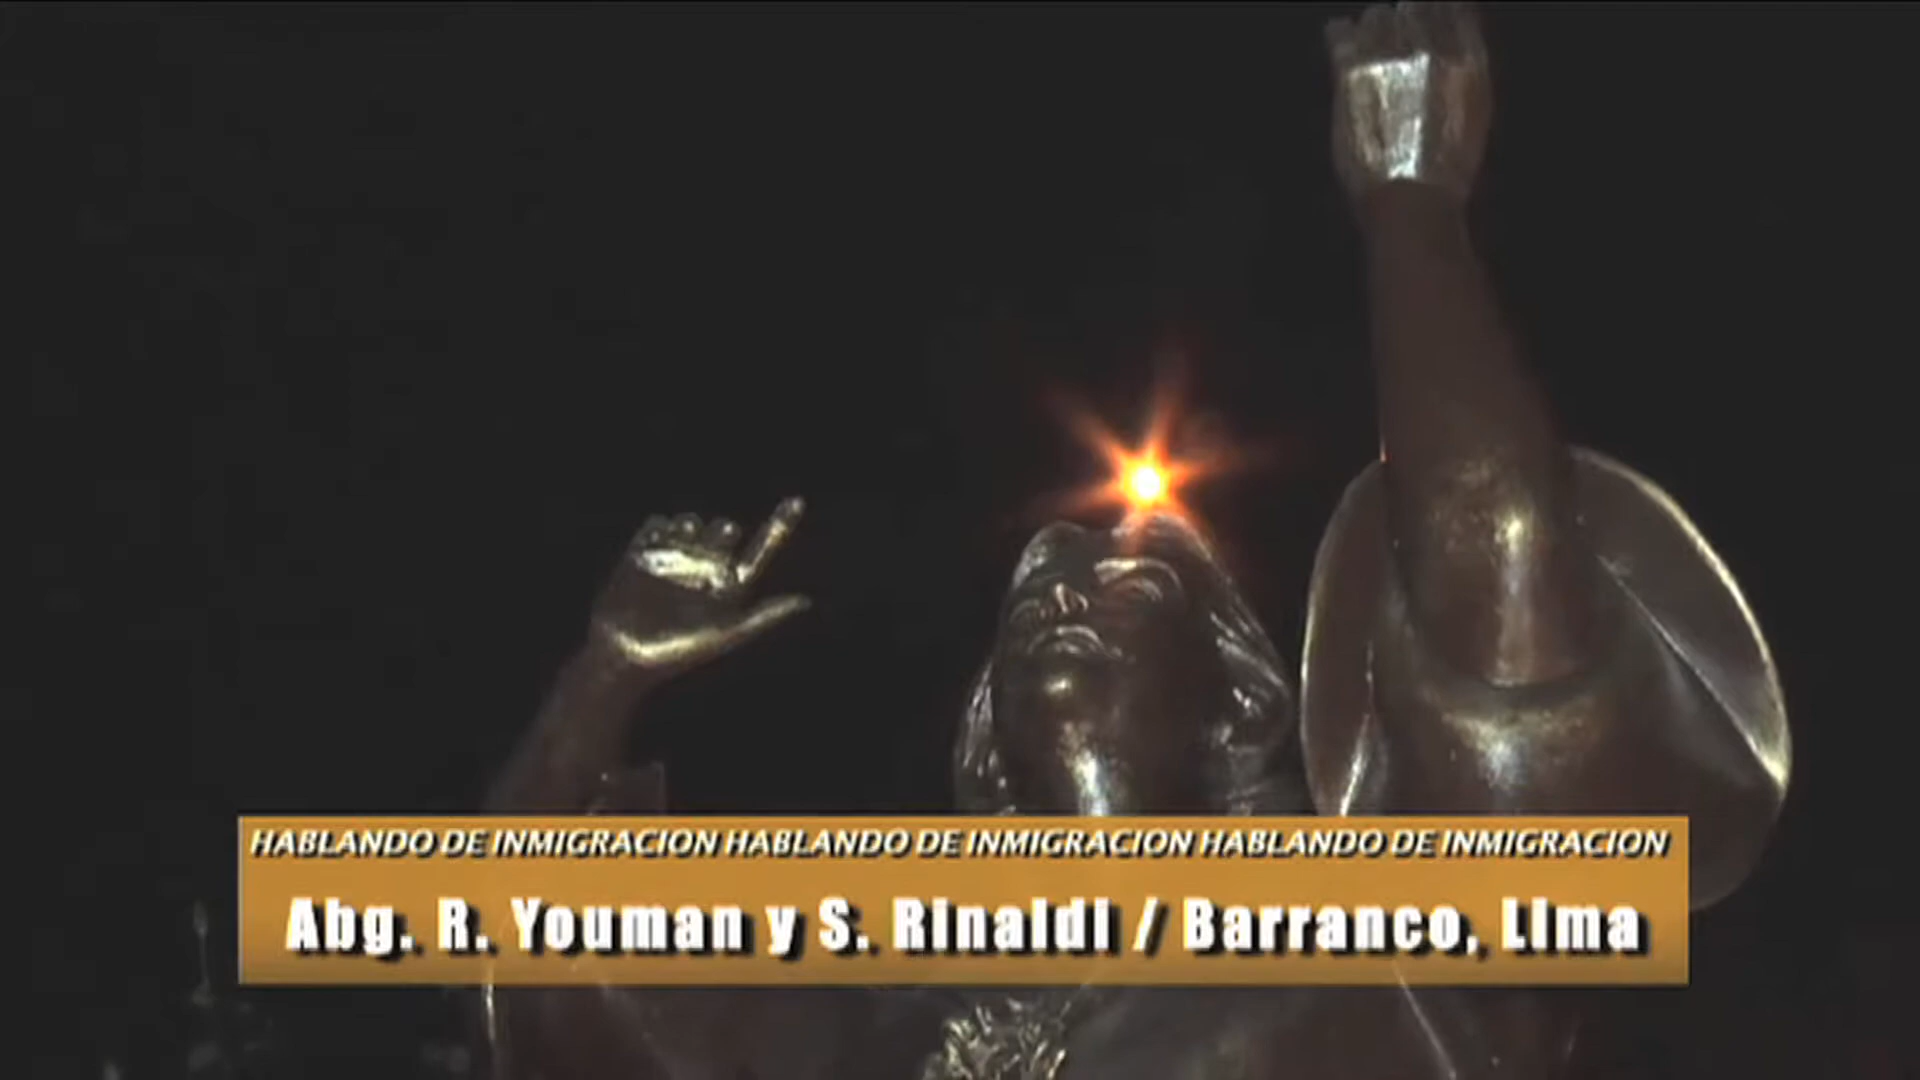 HABLANDO DE INMIGRACION HABLANDO DE INMIGRACION HABLANDO DE INMIGRACION
Abg. R. Youman y S. Rinaldi / Barranco, Lima